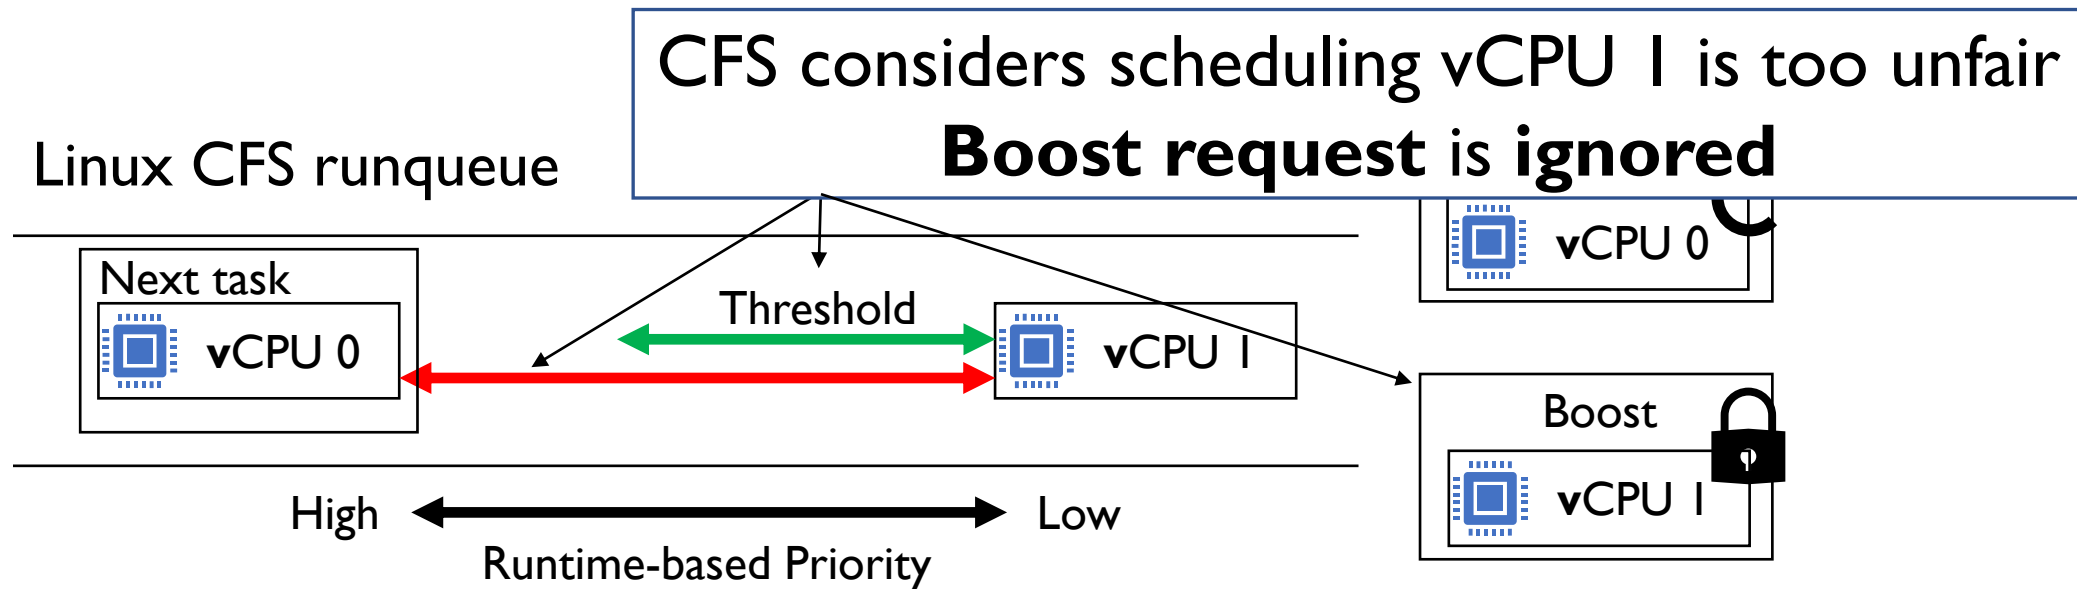 CFS considers scheduling vCPU 1 is too unfair
Boost request is ignored
Linux CFS runqueue
vCPU 0
Next task
vCPU 0
Threshold
vCPU 1
Boost
vCPU 1
High
Low
Runtime-based Priority